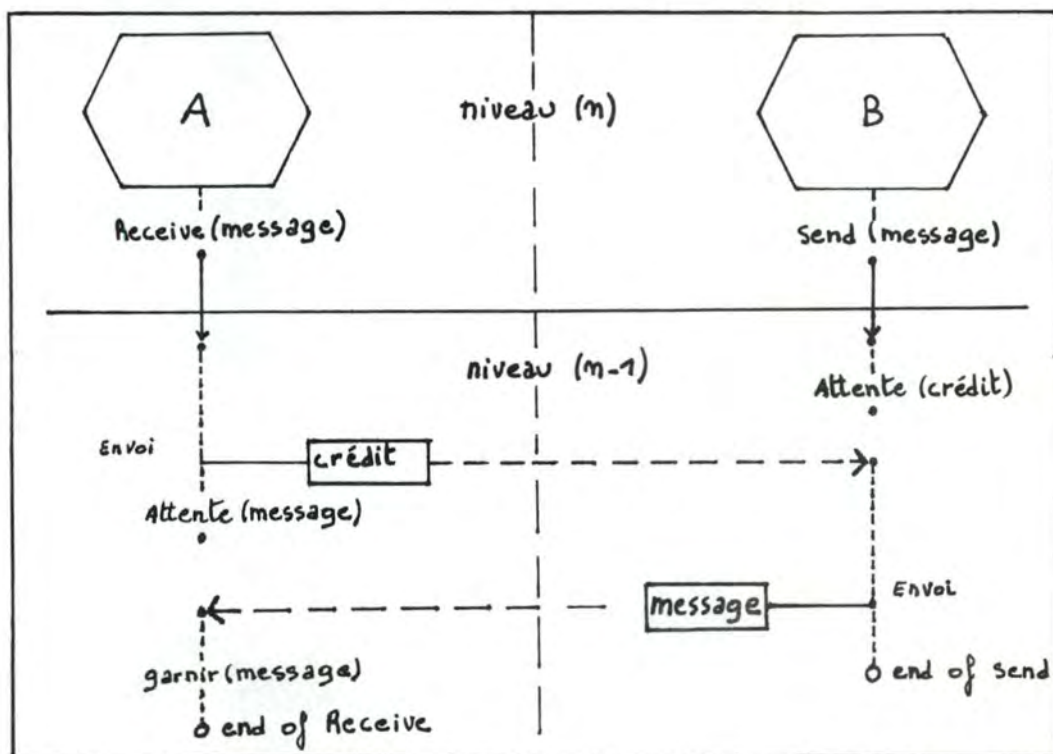 A
niveau (n)
B
Receive (message)
Send (message)
niveau (n-1)
Attente (crédit)
Envoi
crédit
Attente (message)
message
Envoi
garnir (message)
end of send
end of Receive